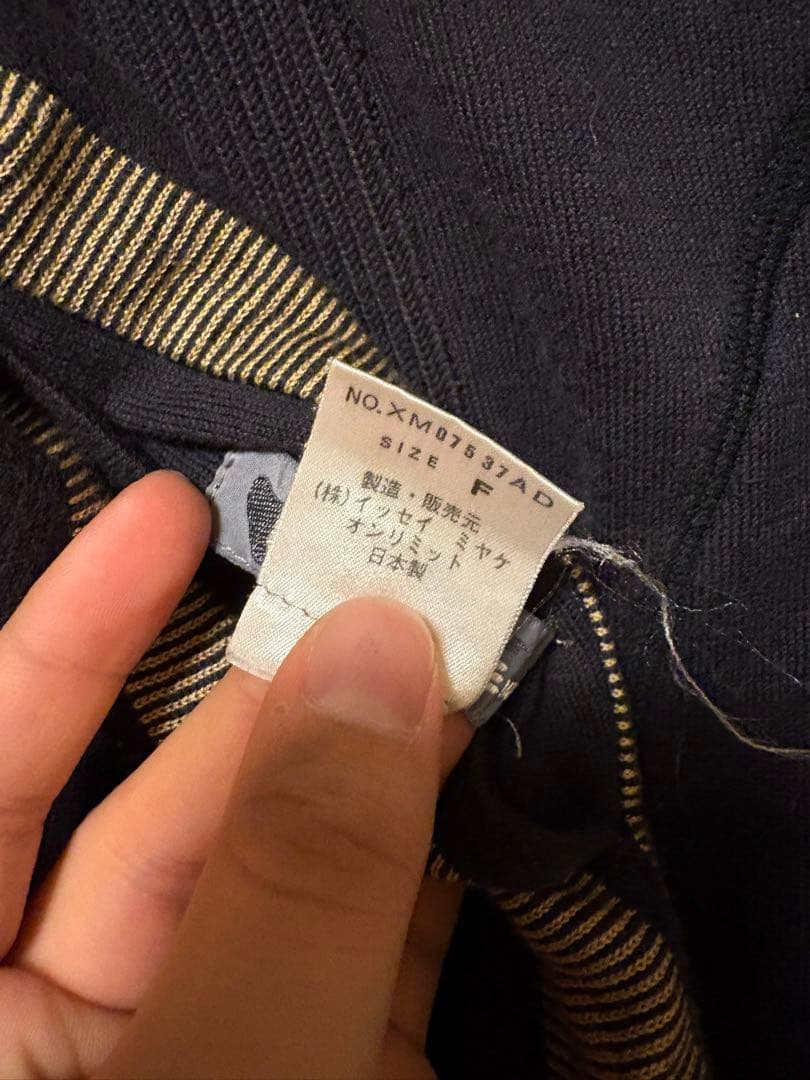 NO.XM07537AD
SIZE F
製造・販売元
(株)イッセイ ミヤケ
オンリミット
日本製